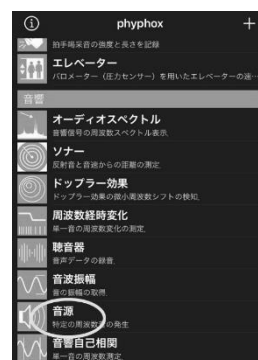 phyphox
拍手喝采音の強度と長さを記録
エレベーター
バロメーター（圧力センサー）を用いたエレベーターの速…
音響
オーディオスペクトル
音響信号の周波数スペクトル表示.
ソナー
反射音と音速からの距離の測定.
ドップラー効果
ドップラー効果の微小周波数シフトの検知.
周波数経時変化
単一音の周波数変化の測定.
聴音器
音声データの録音.
音波振幅
音の振幅の取得.
音源
特定の周波数音の発生
音響自己相関
単一音の周波数測定.